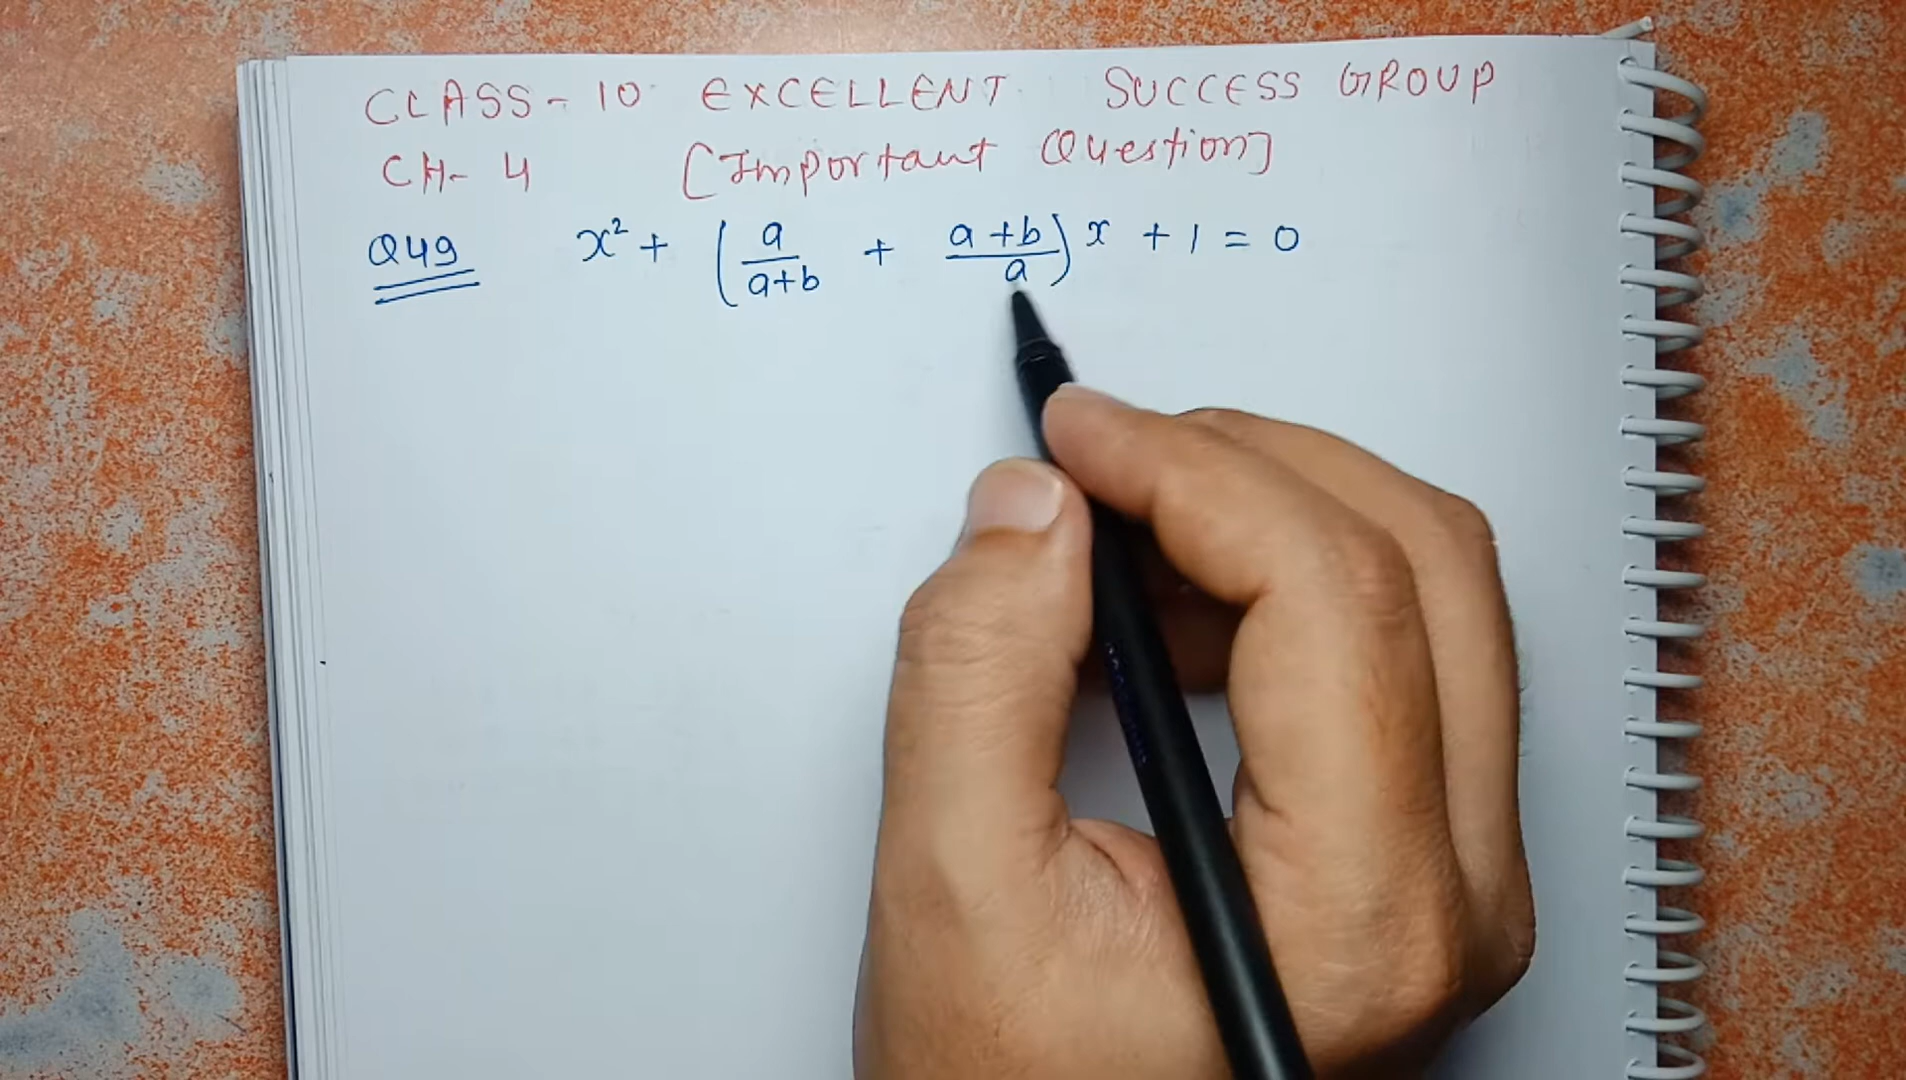 CLASS-10 EXCELLENT SUCCESS GROUP
CH-4 [Important Question]
Q49 x² + (a/a+b + a+b/a) x + 1 = 0